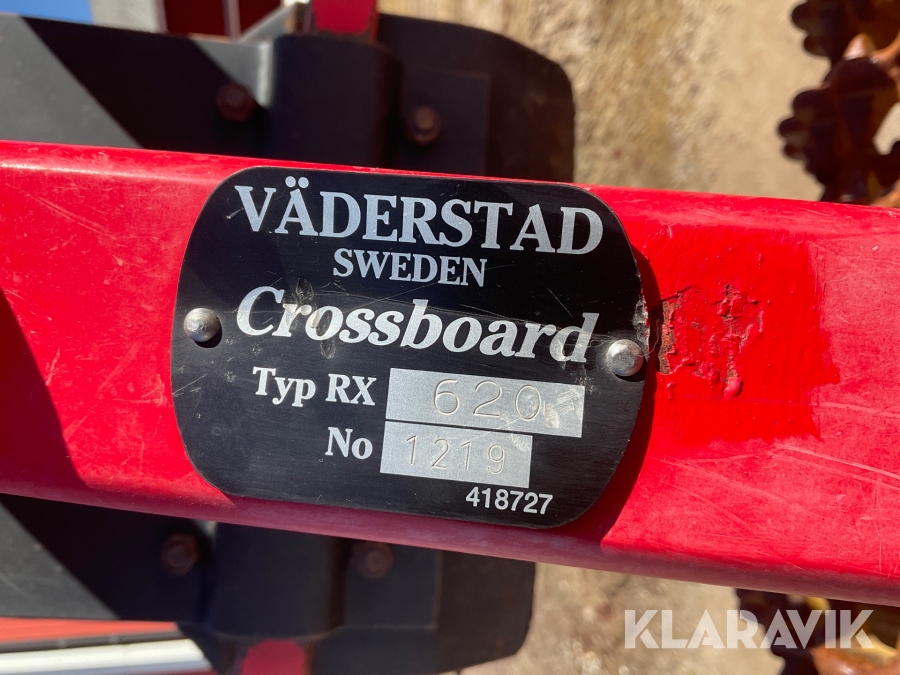 VÄDERSTAD
SWEDEN
Crossboard
Typ RX 620
No 1219
418727
KLARAVIK